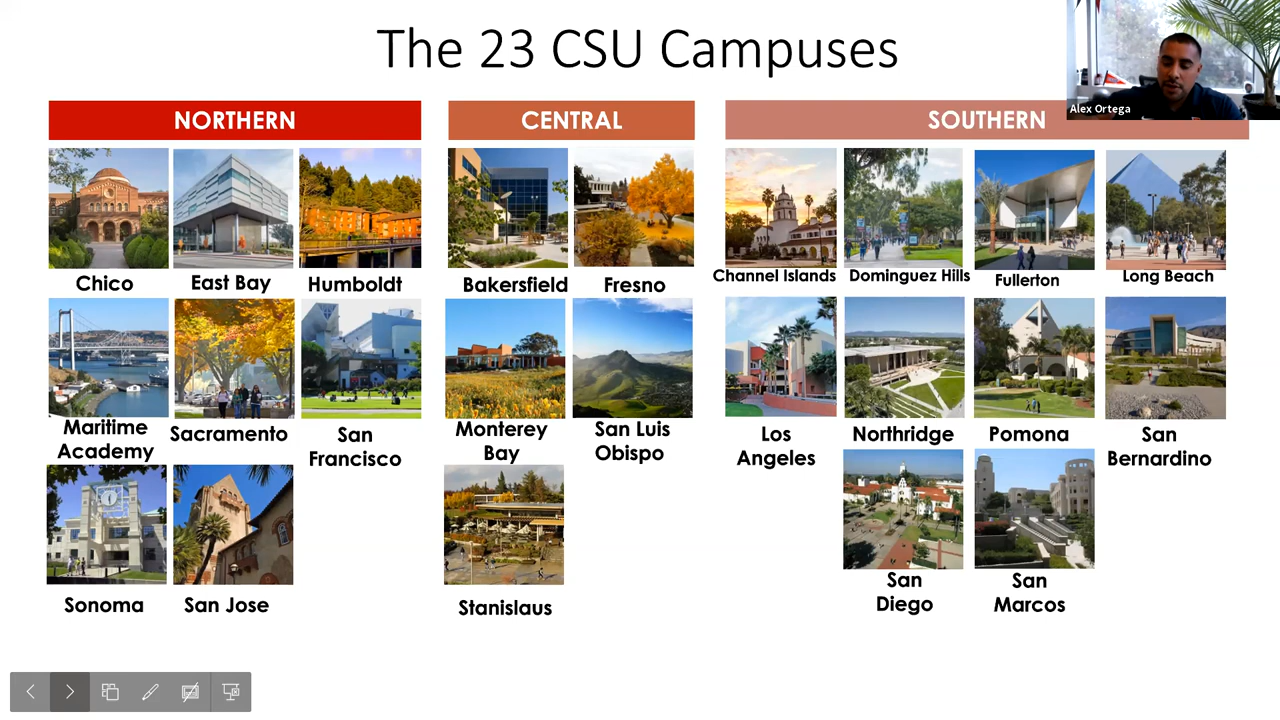 The 23 CSU Campuses
Alex Ortega
NORTHERN
CENTRAL
SOUTHERN
Chico
East Bay
Humboldt
Bakersfield
Fresno
Channel Islands
Dominguez Hills
Fullerton
Long Beach
Maritime
Academy
Sacramento
San
Francisco
Monterey
Bay
San Luis
Obispo
Los
Angeles
Northridge
Pomona
San
Bernardino
Sonoma
San Jose
Stanislaus
San
Diego
San
Marcos